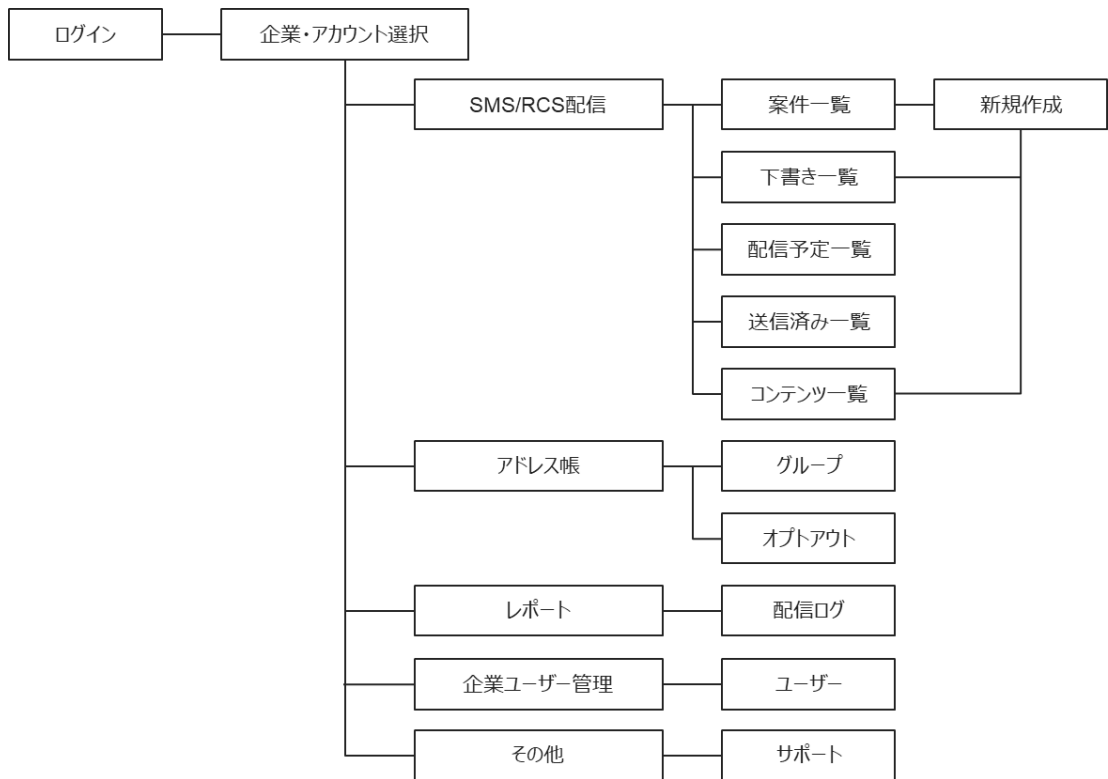 ログイン
企業・アカウント選択
SMS/RCS配信
案件一覧
新規作成
下書き一覧
配信予定一覧
送信済み一覧
コンテンツ一覧
アドレス帳
グループ
オプトアウト
レポート
配信ログ
企業ユーザー管理
ユーザー
その他
サポート